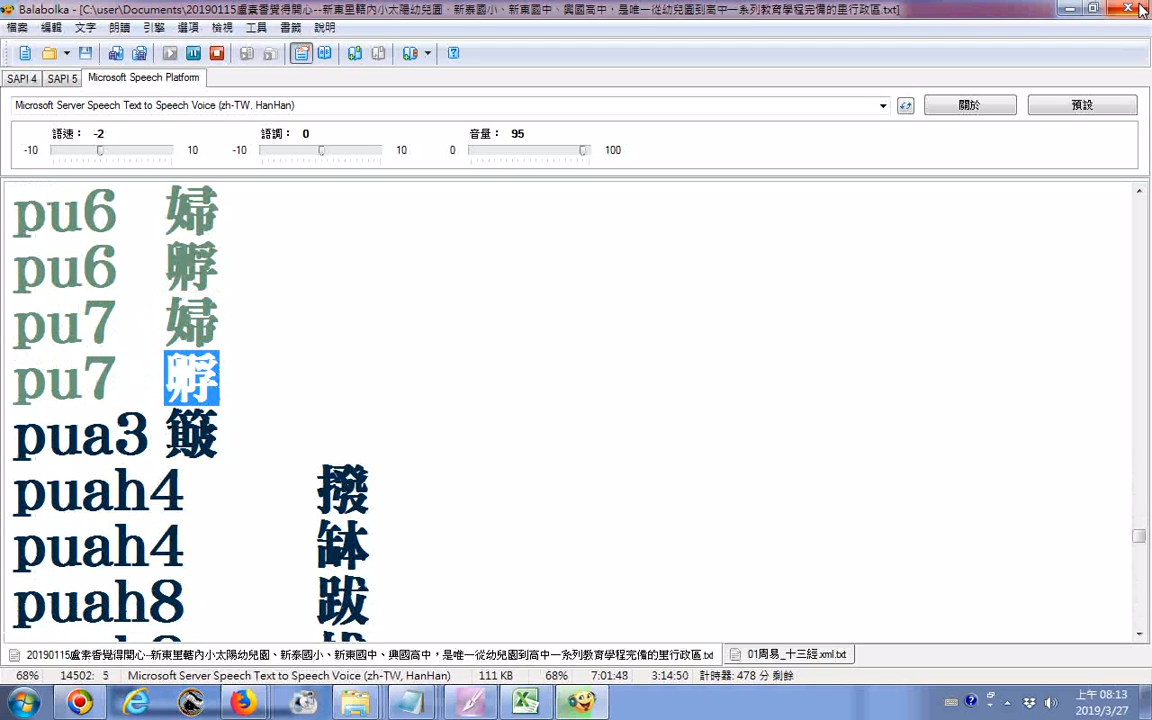 Balabolka - [C:\user\Documents\20190115盧素香覺得開心--新東里轄內小太陽幼兒園、新泰國小、新東國中、興國高中，是唯一從幼兒園到高中一系列教育學程完備的里行政區.txt]
檔案 編輯 文字 朗讀 引擎 選項 檢視 工具 書籤 說明
SAPI 4 SAPI 5 Microsoft Speech Platform
Microsoft Server Speech Text to Speech Voice (zh-TW, HanHan) 關於 預設
語速： -2 語調： 0 音量： 95
-10 10 -10 10 0 100
pu6 婦
pu6 孵
pu7 婦
pu7 孵
pua3 簸
puah4 撥
puah4 缽
puah8 跋
20190115盧素香覺得開心--新東里轄內小太陽幼兒園、新泰國小、新東國中、興國高中，是唯一從幼兒園到高中一系列教育學程完備的里行政區.txt 01周易_十三經.xml.txt
68% 14502: 5 Microsoft Server Speech Text to Speech Voice (zh-TW, HanHan) 111 KB 68% 7:01:48 3:14:50 計時器: 478 分 剩餘
上午 08:13
2019/3/27